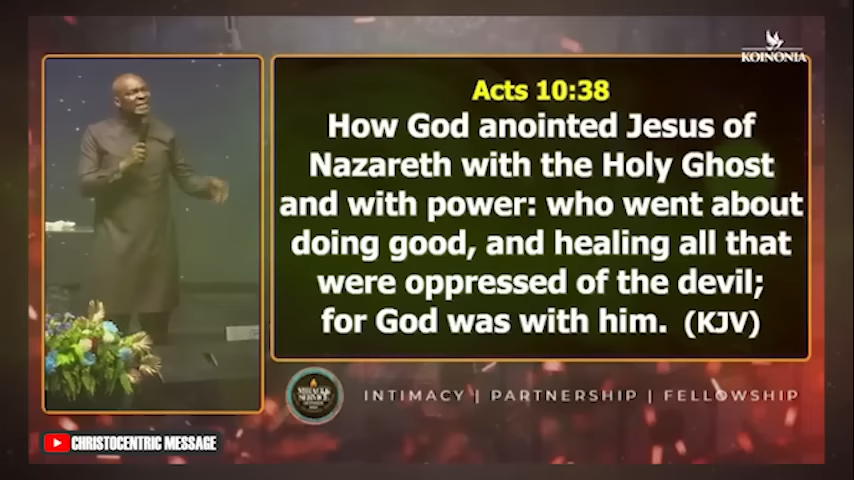 KOINONIA
Acts 10:38
How God anointed Jesus of
Nazareth with the Holy Ghost
and with power: who went about
doing good, and healing all that
were oppressed of the devil;
for God was with him. (KJV)
MIRACLE
SERVICE
INTIMACY | PARTNERSHIP | FELLOWSHIP
CHRISTOCENTRIC MESSAGE